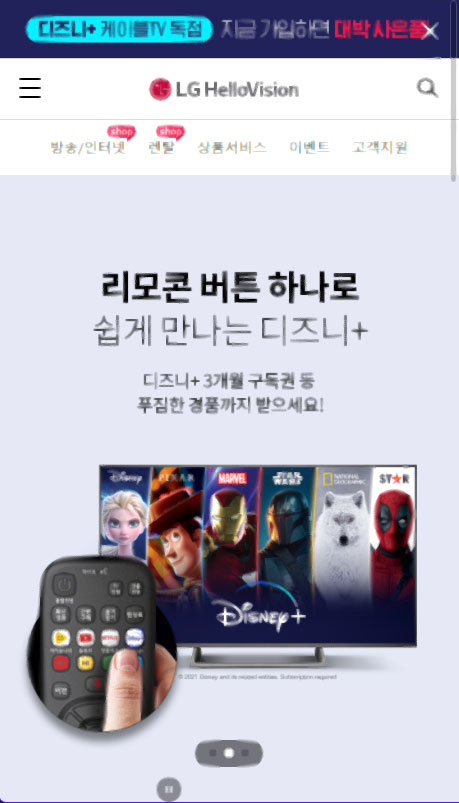 디즈니+ 케이블TV 독점 지금 가입하면 대박 사은품
LG HelloVision
shop shop
방송/인터넷 렌탈 상품서비스 이벤트 고객지원
리모콘 버튼 하나로
쉽게 만나는 디즈니+
디즈니+ 3개월 구독권 등
푸짐한 경품까지 받으세요!
Disney PIXAR MARVEL STAR WARS NATIONAL GEOGRAPHIC STAR
Disney+
© 2021 Disney and its related entities. Subscription required